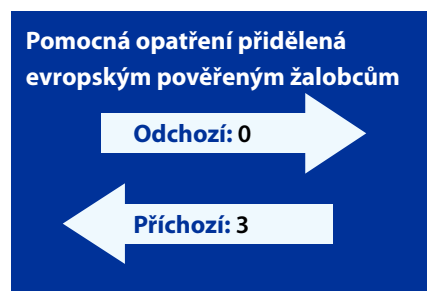 Pomocná opatření přidělená
evropským pověřeným žalobcům
Odchozí: 0
Příchozí: 3